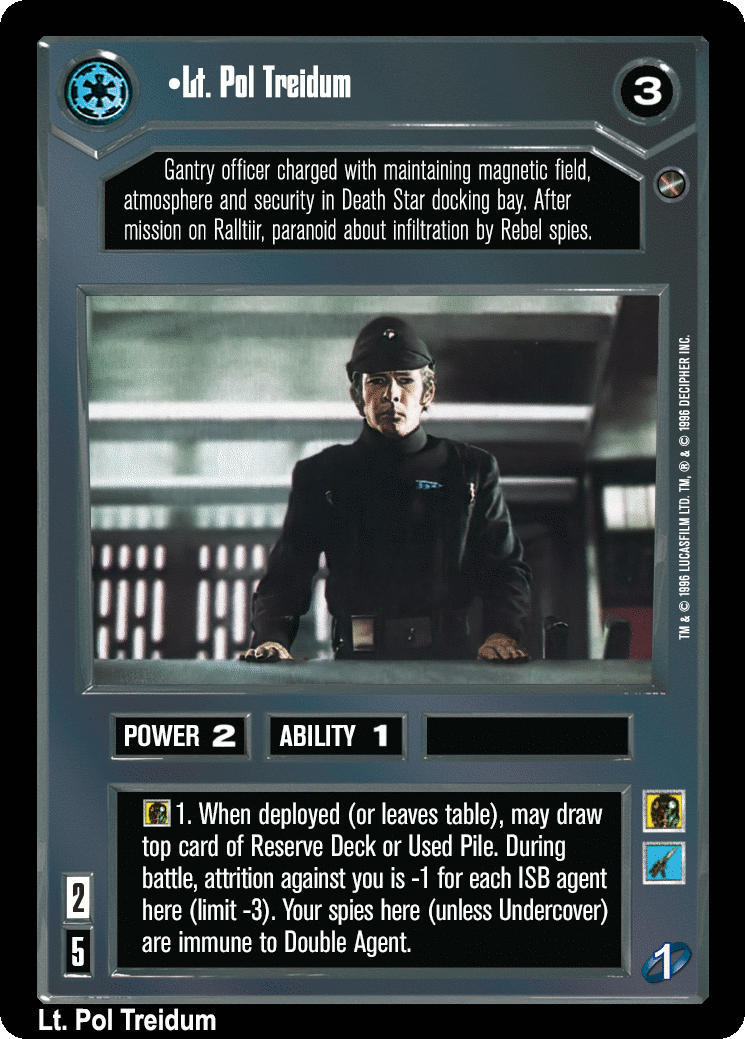 •Lt. Pol Treidum
3
Gantry officer charged with maintaining magnetic field,
atmosphere and security in Death Star docking bay. After
mission on Ralltiir, paranoid about infiltration by Rebel spies.
TM & © 1996 LUCASFILM LTD. TM, ® & © 1996 DECIPHER INC.
POWER 2
ABILITY 1
1. When deployed (or leaves table), may draw
top card of Reserve Deck or Used Pile. During
battle, attrition against you is -1 for each ISB agent
here (limit -3). Your spies here (unless Undercover)
are immune to Double Agent.
2
5
1
Lt. Pol Treidum